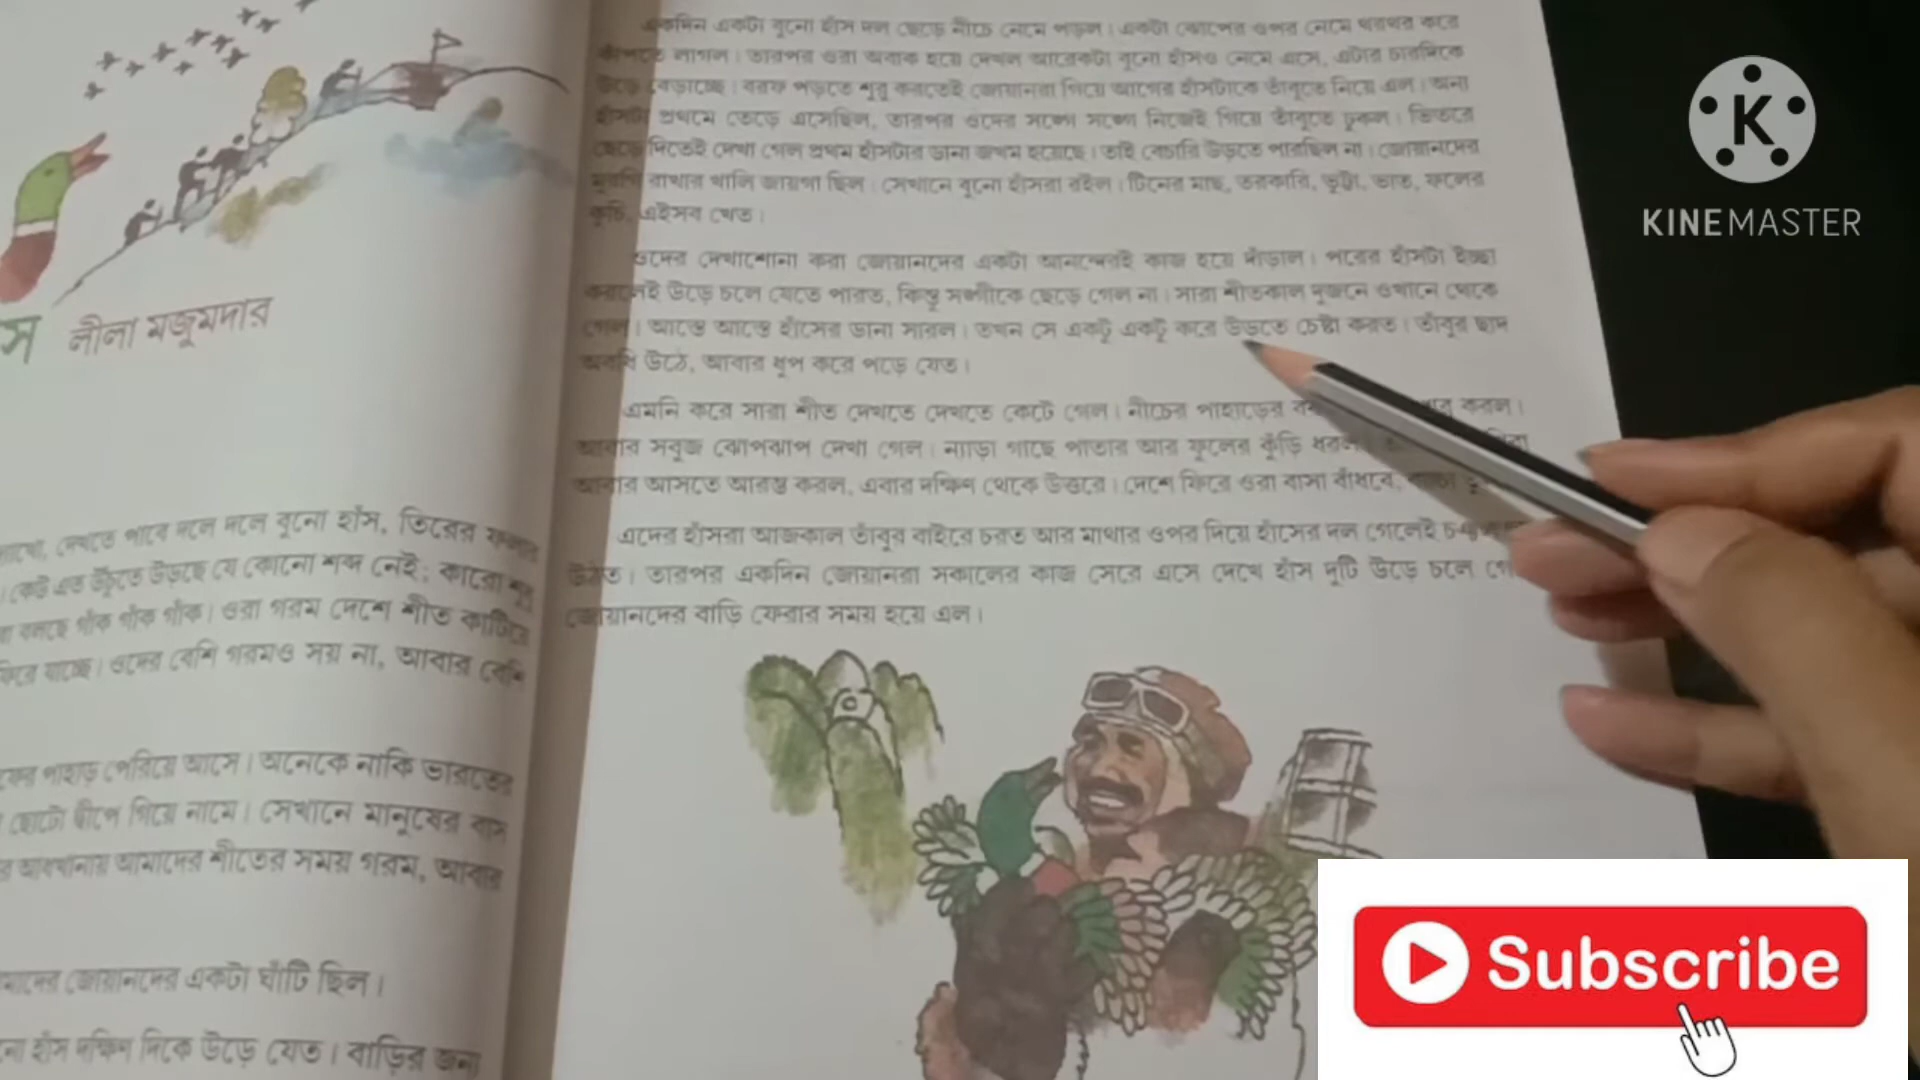 স লীলা মজুমদার
দেখতে পাবে দলে দলে বুনো হাঁস, তিরের ফলার
কেউ এত উঁচুতে উড়ছে যে কোনো শব্দ নেই; কারো শুধু
বলছে গাঁক গাঁক গাঁক। ওরা গরম দেশে শীত কাটিয়ে
ফিরে যাচ্ছে। ওদের বেশি গরমও সয় না, আবার বেশি
পাহাড় পেরিয়ে আসে। অনেকে নাকি ভারতের
ছোটো দ্বীপে গিয়ে নামে। সেখানে মানুষের বাস
আধখানায় আমাদের শীতের সময় গরম, আবার
জোয়ানদের একটা ঘাঁটি ছিল।
হাঁস দক্ষিণ দিকে উড়ে যেত। বাড়ির জন্য
একদিন একটা বুনো হাঁস দল ছেড়ে নীচে নেমে পড়ল। একটা ঝোপের ওপর নেমে থরথর করে
কাঁপতে লাগল। তারপর ওরা অবাক হয়ে দেখল আরেকটা বুনো হাঁসও নেমে এসে, এটার চারদিকে
উড়ে বেড়াচ্ছে। বরফ পড়তে শুরু করতেই জোয়ানরা গিয়ে আগের হাঁসটাকে তাঁবুতে নিয়ে এল। অন্য
হাঁসটা প্রথমে তেড়ে এসেছিল, তারপর ওদের সঙ্গে সঙ্গে নিজেই গিয়ে তাঁবুতে ঢুকল। ভিতরে
ছেড়ে দিতেই দেখা গেল প্রথম হাঁসটার ডানা জখম হয়েছে। তাই বেচারি উড়তে পারছিল না। জোয়ানদের
মুরগি রাখার খালি জায়গা ছিল। সেখানে বুনো হাঁসরা রইল। টিনের মাছ, তরকারি, ভুট্টা, ভাত, ফলের
কুচি, এইসব খেত।
ওদের দেখাশোনা করা জোয়ানদের একটা আনন্দেরই কাজ হয়ে দাঁড়াল। পরের হাঁসটা ইচ্ছা
করলেই উড়ে চলে যেতে পারত, কিন্তু সঙ্গীকে ছেড়ে গেল না। সারা শীতকাল দুজনে ওখানে থেকে
গেল। আস্তে আস্তে হাঁসের ডানা সারল। তখন সে একটু একটু করে উড়তে চেষ্টা করত। তাঁবুর ছাদ
অবধি উঠে, আবার ধুপ করে পড়ে যেত।
এমনি করে সারা শীত দেখতে দেখতে কেটে গেল। নীচের পাহাড়ের করল।
আবার সবুজ ঝোপঝাপ দেখা গেল। ন্যাড়া গাছে পাতার আর ফুলের কুঁড়ি ধরল।
আবার আসতে আরম্ভ করল, এবার দক্ষিণ থেকে উত্তরে। দেশে ফিরে ওরা বাসা বাঁধবে,
এদের হাঁসরা আজকাল তাঁবুর বাইরে চরত আর মাথার ওপর দিয়ে হাঁসের দল গেলেই
উঠত। তারপর একদিন জোয়ানরা সকালের কাজ সেরে এসে দেখে হাঁস দুটি উড়ে চলে
জোয়ানদের বাড়ি ফেরার সময় হয়ে এল।
K
KINEMASTER
Subscribe